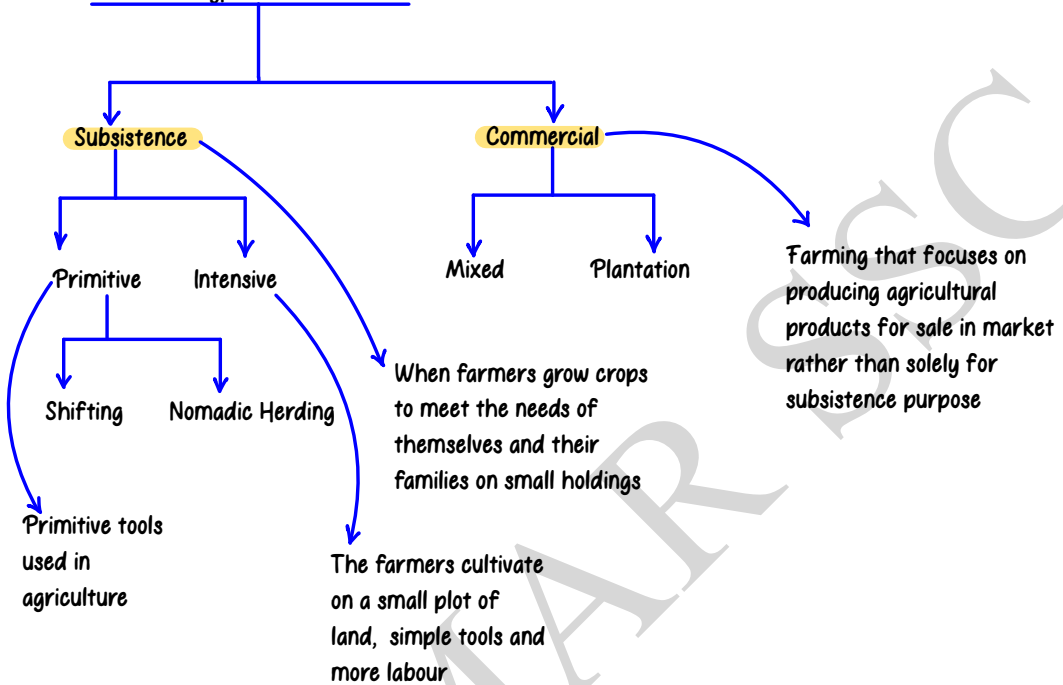 Subsistence
Commercial
Primitive
Intensive
Mixed
Plantation
Farming that focuses on
producing agricultural
products for sale in market
rather than solely for
subsistence purpose
Shifting
Nomadic Herding
When farmers grow crops
to meet the needs of
themselves and their
families on small holdings
Primitive tools
used in
agriculture
The farmers cultivate
on a small plot of
land, simple tools and
more labour
MAR SSC